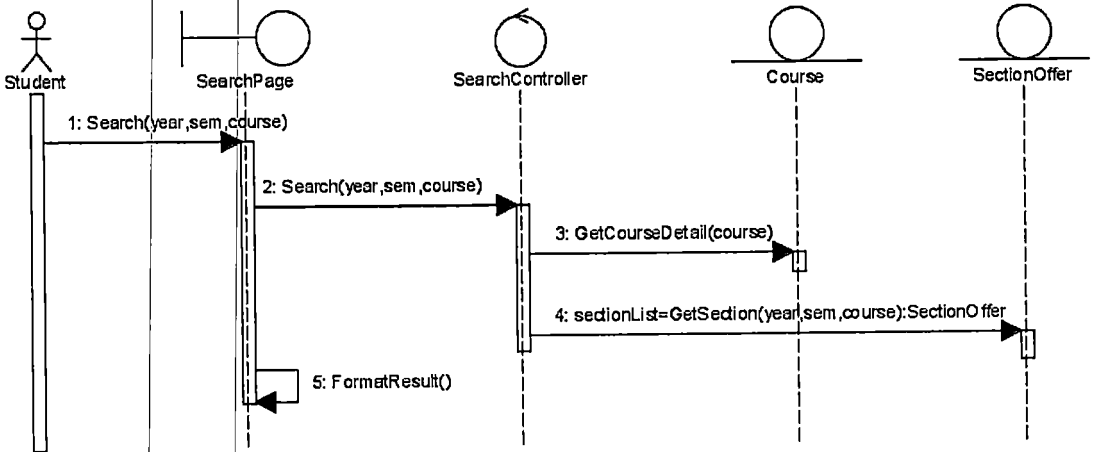 Student
SearchPage
SearchController
Course
SectionOffer
1: Search(year,sem,course)
2: Search(year,sem,course)
3: GetCourseDetail(course)
4: sectionList=GetSection(year,sem,course):SectionOffer
5: FormatResult()